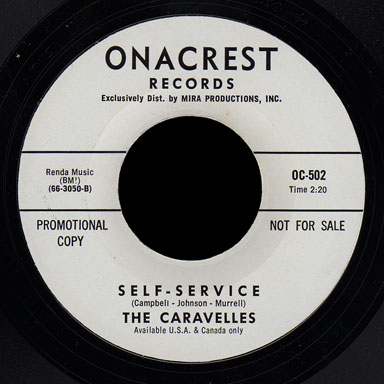 ONACREST
RECORDS
Exclusively Dist. by MIRA PRODUCTIONS, INC.
Renda Music
(BMI)
(66-3050-B)
OC-502
Time 2:20
PROMOTIONAL
COPY
NOT FOR SALE
SELF-SERVICE
(Campbell - Johnson - Murrell)
THE CARAVELLES
Available U.S.A. & Canada only